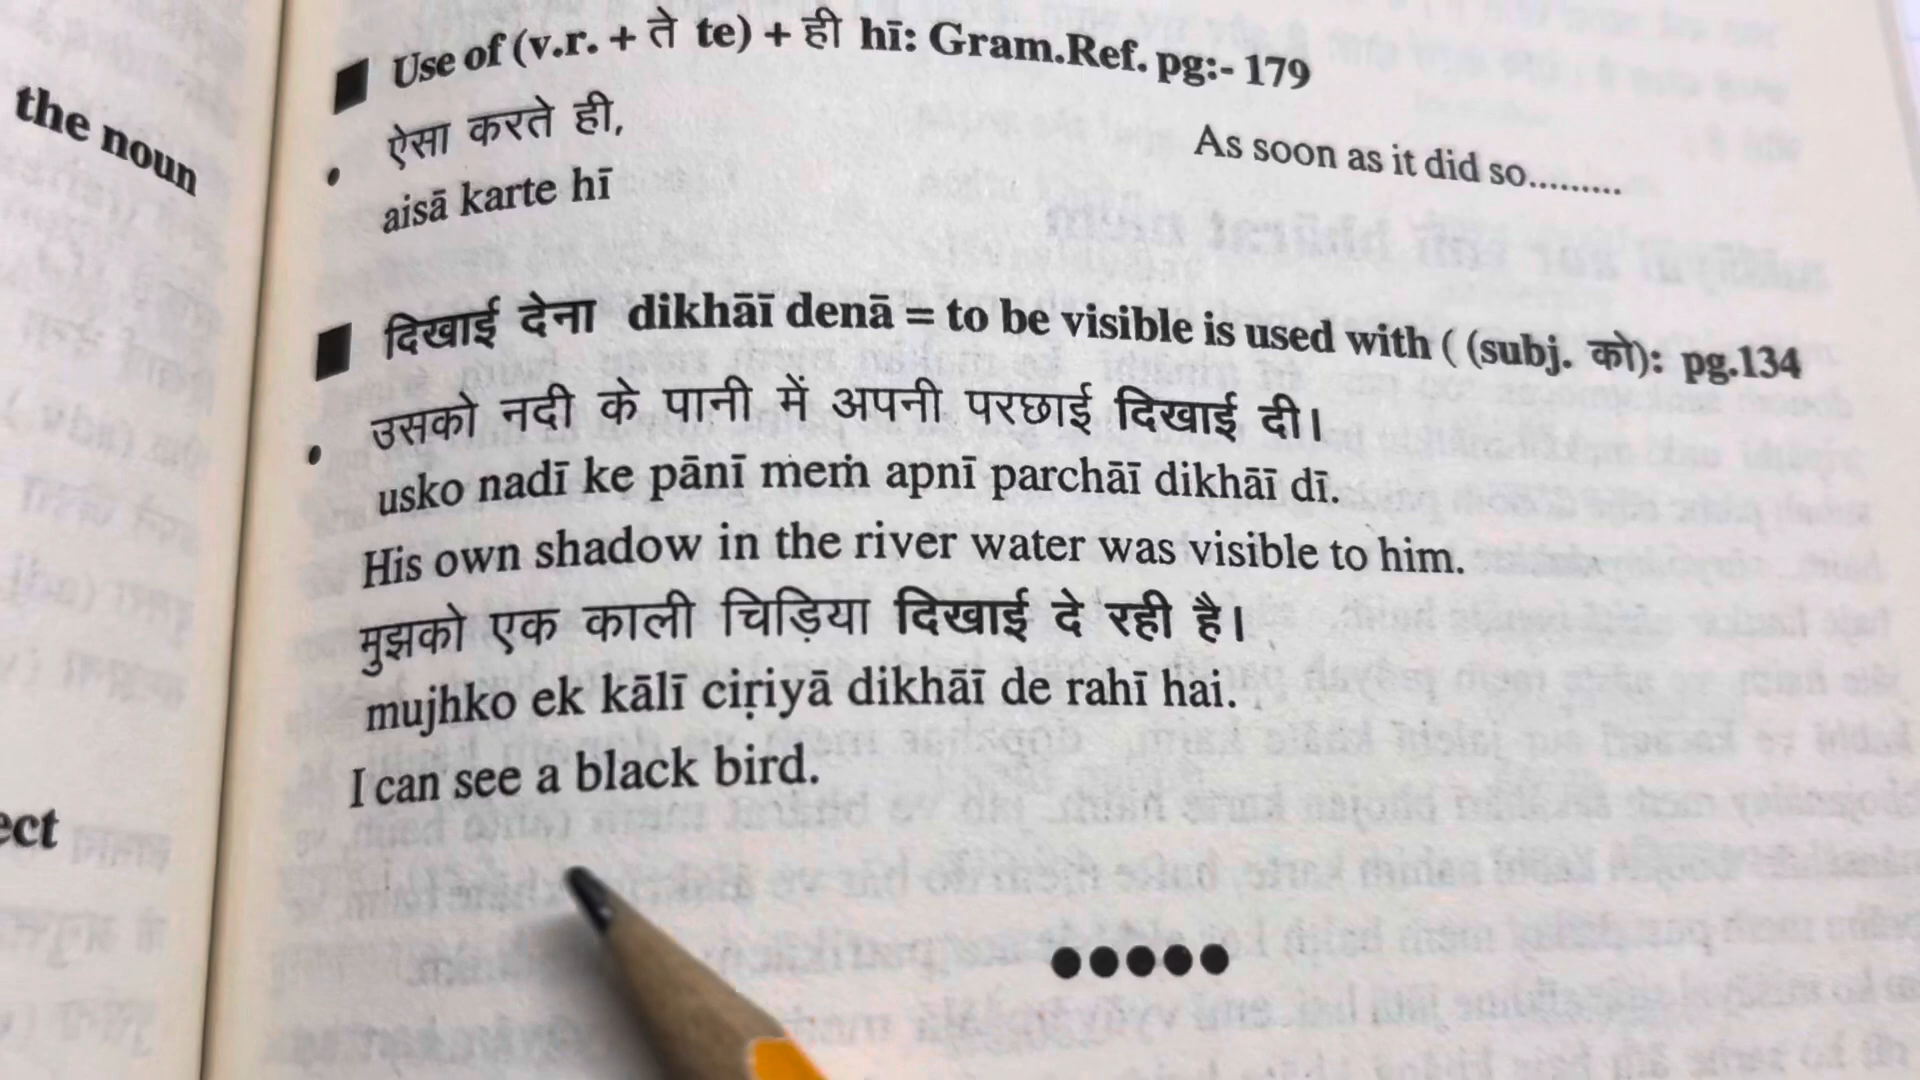 the noun
ect
■ Use of (v.r. + ते te) + ही hī: Gram.Ref. pg:- 179
• ऐसा करते ही,
As soon as it did so.........
aisā karte hī
■ दिखाई देना dikhāī denā = to be visible is used with ( (subj. को): pg.134
• उसको नदी के पानी में अपनी परछाई दिखाई दी।
usko nadī ke pānī meṁ apnī parchāī dikhāī dī.
His own shadow in the river water was visible to him.
मुझको एक काली चिड़िया दिखाई दे रही है।
mujhko ek kālī ciṛiyā dikhāī de rahī hai.
I can see a black bird.
●●●●●